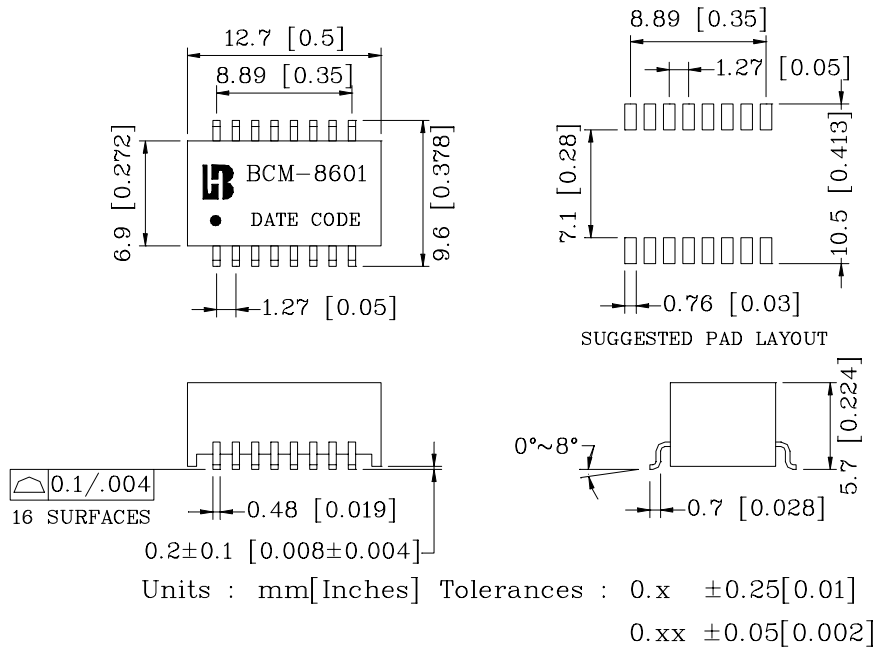 12.7 [0.5]
8.89 [0.35]
6.9 [0.272]
BCM-8601
DATE CODE
9.6 [0.378]
1.27 [0.05]
8.89 [0.35]
1.27 [0.05]
7.1 [0.28]
10.5 [0.413]
0.76 [0.03]
SUGGESTED PAD LAYOUT
0.1/.004
16 SURFACES
0.48 [0.019]
0.2±0.1 [0.008±0.004]
0°~8°
5.7 [0.224]
0.7 [0.028]
Units : mm[Inches] Tolerances : 0.x ±0.25[0.01]
0.xx ±0.05[0.002]